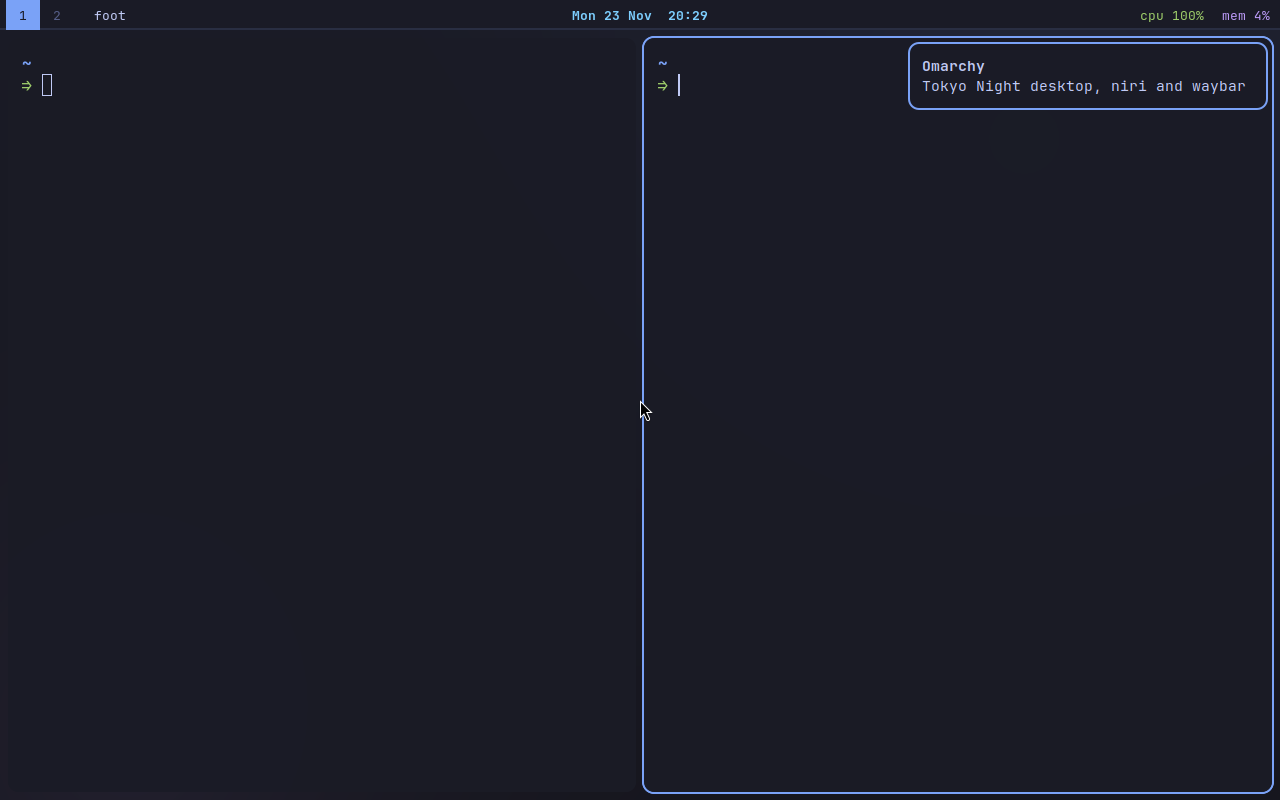 1 2 foot Mon 23 Nov 20:29 cpu 100% mem 4%
~
⇒
~
⇒
Omarchy
Tokyo Night desktop, niri and waybar